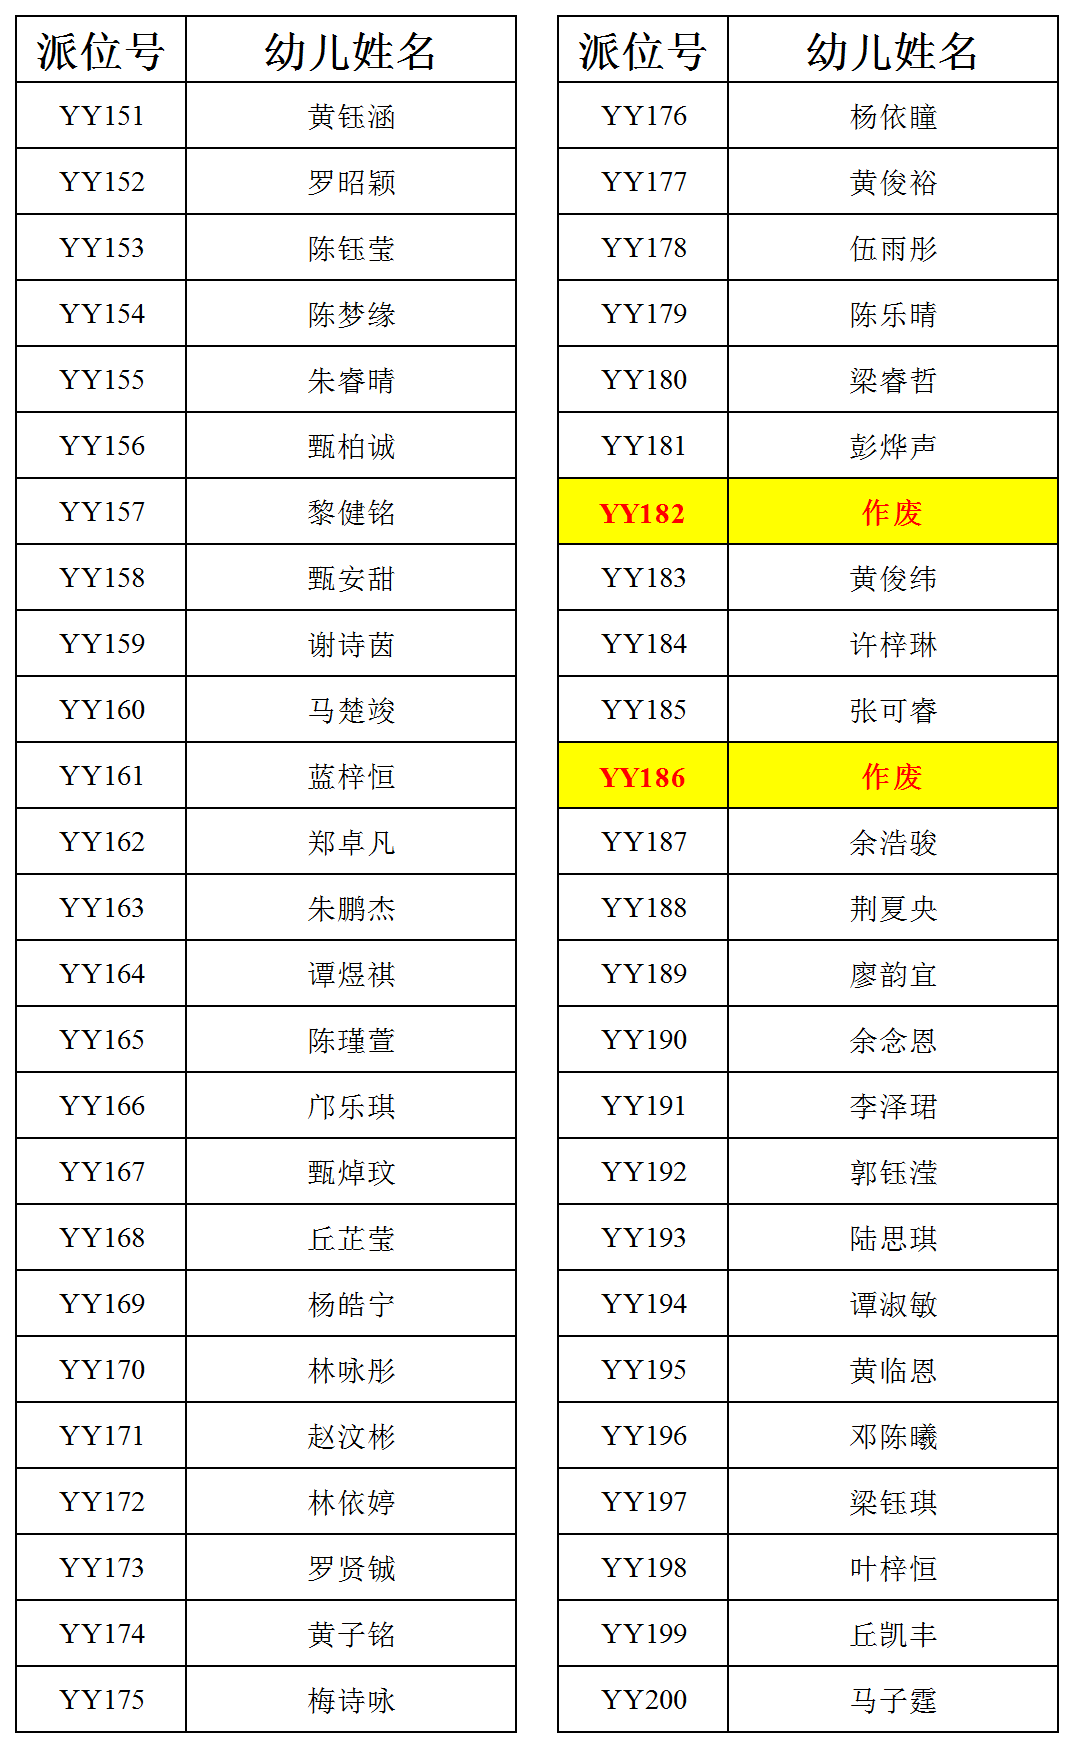 派位号 幼儿姓名
YY151 黄钰涵
YY152 罗昭颖
YY153 陈钰莹
YY154 陈梦缘
YY155 朱睿晴
YY156 甄柏诚
YY157 黎健铭
YY158 甄安甜
YY159 谢诗茵
YY160 马楚竣
YY161 蓝梓恒
YY162 郑卓凡
YY163 朱鹏杰
YY164 谭煜祺
YY165 陈瑾萱
YY166 邝乐琪
YY167 甄焯玟
YY168 丘芷莹
YY169 杨皓宁
YY170 林咏彤
YY171 赵汶彬
YY172 林依婷
YY173 罗贤铖
YY174 黄子铭
YY175 梅诗咏
派位号 幼儿姓名
YY176 杨依瞳
YY177 黄俊裕
YY178 伍雨彤
YY179 陈乐晴
YY180 梁睿哲
YY181 彭烨声
YY182 作废
YY183 黄俊纬
YY184 许梓琳
YY185 张可睿
YY186 作废
YY187 余浩骏
YY188 荆夏央
YY189 廖韵宜
YY190 余念恩
YY191 李泽珺
YY192 郭钰滢
YY193 陆思琪
YY194 谭淑敏
YY195 黄临恩
YY196 邓陈曦
YY197 梁钰琪
YY198 叶梓恒
YY199 丘凯丰
YY200 马子霆